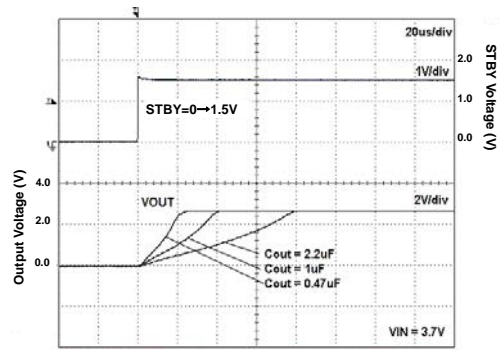 20us/div
1V/div
2.0
1.0
0.0
STBY Voltage (V)
STBY=0→1.5V
4.0
2.0
0.0
Output Voltage (V)
VOUT
2V/div
Cout = 2.2uF
Cout = 1uF
Cout = 0.47uF
VIN = 3.7V